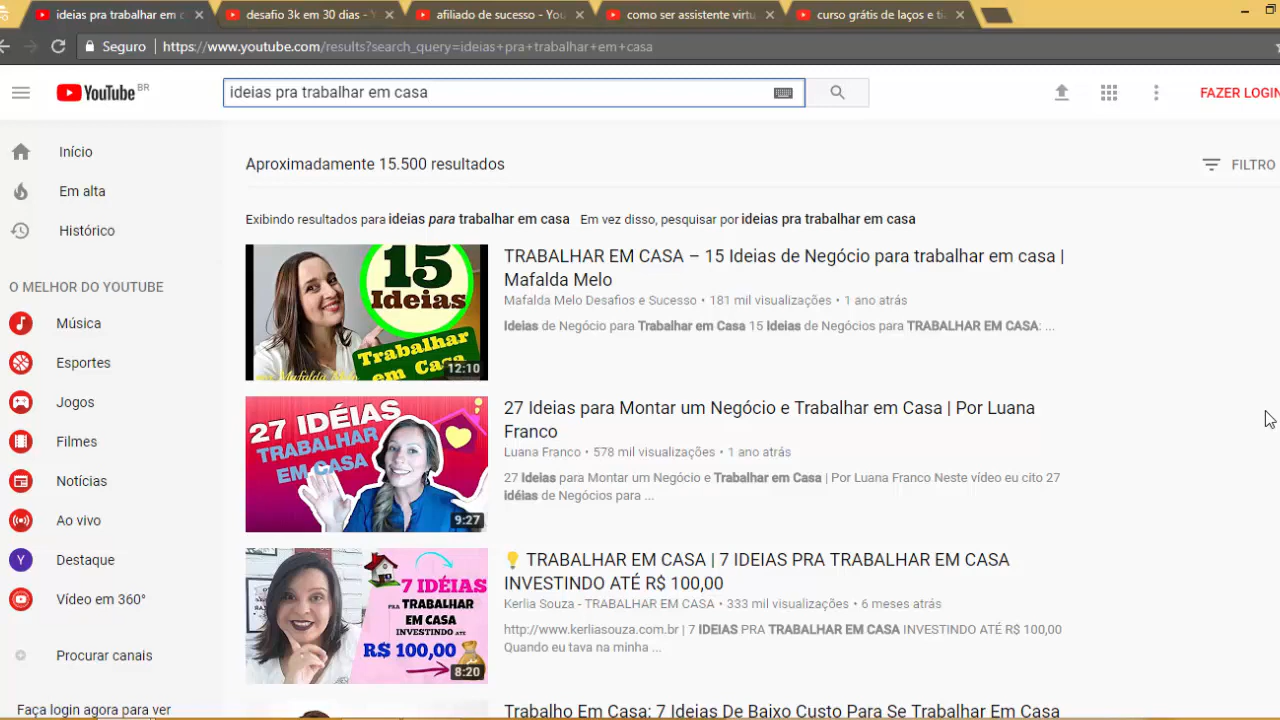 ideias pra trabalhar em c
desafio 3k em 30 dias - Y
afiliado de sucesso - You
como ser assistente virtu
curso grátis de laços e ti
Seguro
https://www.youtube.com/results?search_query=ideias+pra+trabalhar+em+casa
YouTube BR
ideias pra trabalhar em casa
FAZER LOGIN
Início
Em alta
Histórico
O MELHOR DO YOUTUBE
Música
Esportes
Jogos
Filmes
Notícias
Ao vivo
Y
Destaque
Vídeo em 360°
Procurar canais
Faça login agora para ver
Aproximadamente 15.500 resultados
FILTRO
Exibindo resultados para ideias para trabalhar em casa Em vez disso, pesquisar por ideias pra trabalhar em casa
15
Ideias
Trabalhar
em Casa
Mafalda Melo
12:10
TRABALHAR EM CASA – 15 Ideias de Negócio para trabalhar em casa |
Mafalda Melo
Mafalda Melo Desafios e Sucesso • 181 mil visualizações • 1 ano atrás
Ideias de Negócio para Trabalhar em Casa 15 Ideias de Negócios para TRABALHAR EM CASA: ...
27 IDÉIAS
TRABALHAR
EM CASA
9:27
27 Ideias para Montar um Negócio e Trabalhar em Casa | Por Luana
Franco
Luana Franco • 578 mil visualizações • 1 ano atrás
27 Ideias para Montar um Negócio e Trabalhar em Casa | Por Luana Franco Neste vídeo eu cito 27
idéias de Negócios para ...
7 IDÉIAS
PRA TRABALHAR
EM CASA
INVESTINDO ATÉ
R$ 100,00
8:20
💡 TRABALHAR EM CASA | 7 IDEIAS PRA TRABALHAR EM CASA
INVESTINDO ATÉ R$ 100,00
Kerlia Souza - TRABALHAR EM CASA • 333 mil visualizações • 6 meses atrás
http://www.kerliasouza.com.br | 7 IDEIAS PRA TRABALHAR EM CASA INVESTINDO ATÉ R$ 100,00
Quando eu tava na minha ...
Trabalho Em Casa: 7 Ideias De Baixo Custo Para Se Trabalhar Em Casa